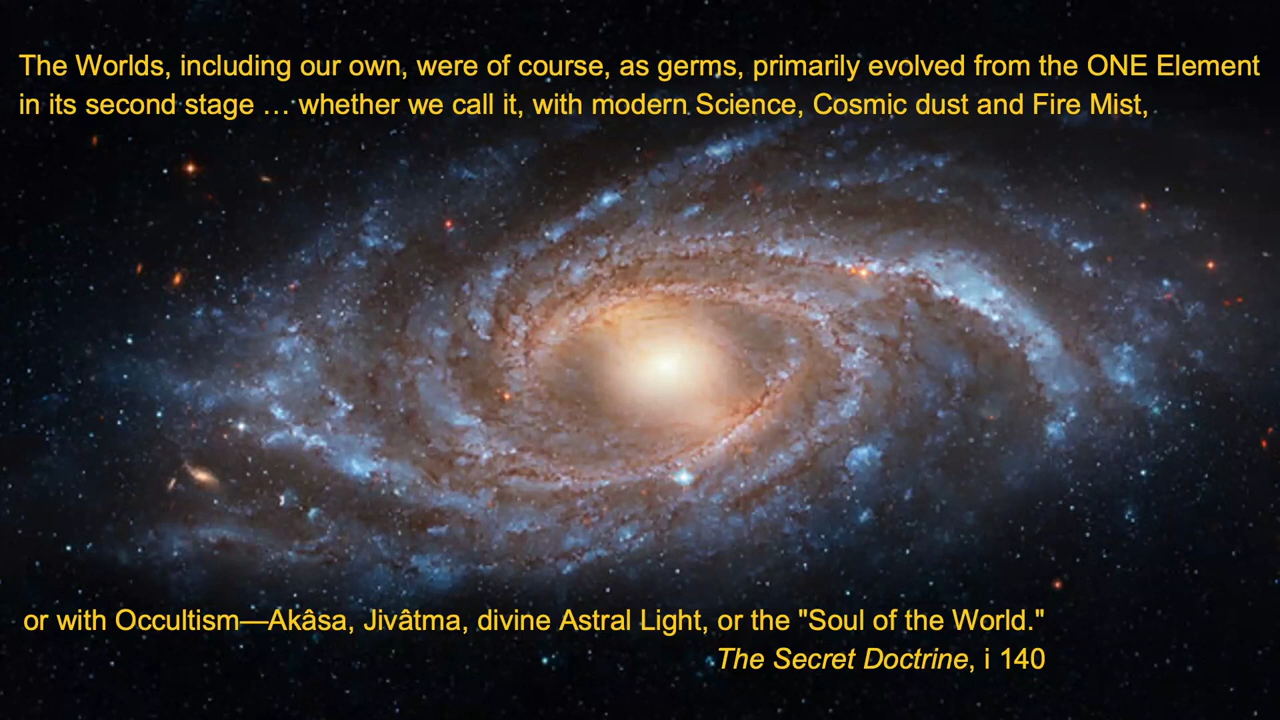 The Worlds, including our own, were of course, as germs, primarily evolved from the ONE Element
in its second stage … whether we call it, with modern Science, Cosmic dust and Fire Mist,
or with Occultism—Akâsa, Jivâtma, divine Astral Light, or the "Soul of the World."
The Secret Doctrine, i 140